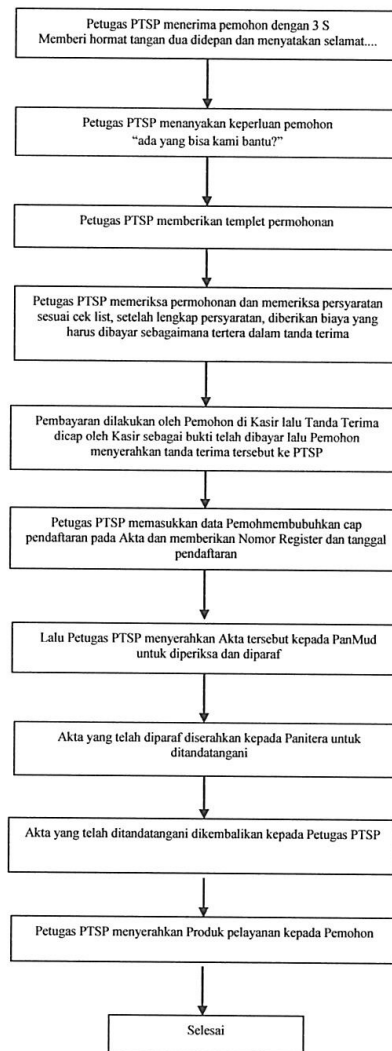 Petugas PTSP menerima pemohon dengan 3 S
Memberi hormat tangan dua didepan dan menyatakan selamat....
Petugas PTSP menanyakan keperluan pemohon
“ada yang bisa kami bantu?”
Petugas PTSP memberikan templet permohonan
Petugas PTSP memeriksa permohonan dan memeriksa persyaratan
sesuai cek list, setelah lengkap persyaratan, diberikan biaya yang
harus dibayar sebagaimana tertera dalam tanda terima
Pembayaran dilakukan oleh Pemohon di Kasir lalu Tanda Terima
dicap oleh Kasir sebagai bukti telah dibayar lalu Pemohon
menyerahkan tanda terima tersebut ke PTSP
Petugas PTSP memasukkan data Pemohmembubuhkan cap
pendaftaran pada Akta dan memberikan Nomor Register dan tanggal
pendaftaran
Lalu Petugas PTSP menyerahkan Akta tersebut kepada PanMud
untuk diperiksa dan diparaf
Akta yang telah diparaf diserahkan kepada Panitera untuk
ditandatangani
Akta yang telah ditandatangani dikembalikan kepada Petugas PTSP
Petugas PTSP menyerahkan Produk pelayanan kepada Pemohon
Selesai